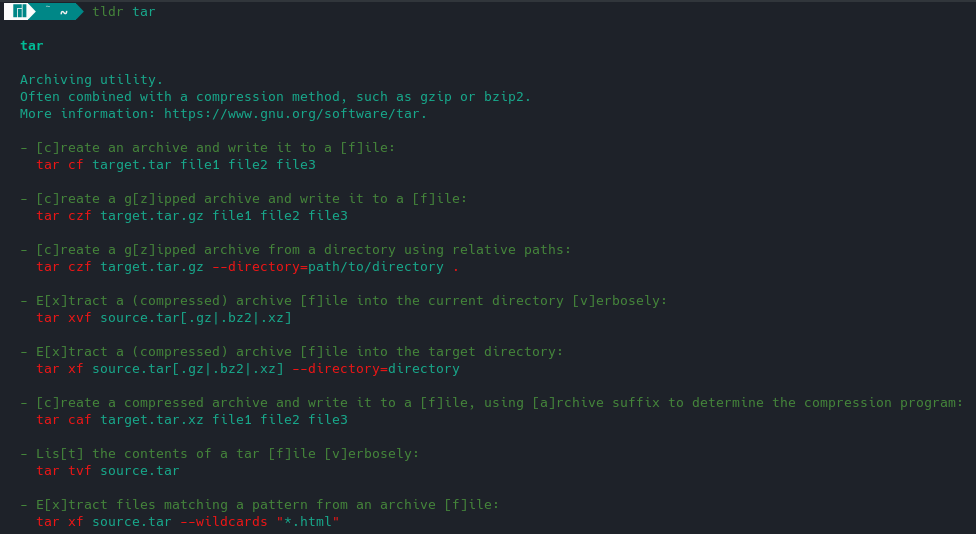 ~ tldr tar
tar
Archiving utility.
Often combined with a compression method, such as gzip or bzip2.
More information: https://www.gnu.org/software/tar.
- [c]reate an archive and write it to a [f]ile:
tar cf target.tar file1 file2 file3
- [c]reate a g[z]ipped archive and write it to a [f]ile:
tar czf target.tar.gz file1 file2 file3
- [c]reate a g[z]ipped archive from a directory using relative paths:
tar czf target.tar.gz --directory=path/to/directory .
- E[x]tract a (compressed) archive [f]ile into the current directory [v]erbosely:
tar xvf source.tar[.gz|.bz2|.xz]
- E[x]tract a (compressed) archive [f]ile into the target directory:
tar xf source.tar[.gz|.bz2|.xz] --directory=directory
- [c]reate a compressed archive and write it to a [f]ile, using [a]rchive suffix to determine the compression program:
tar caf target.tar.xz file1 file2 file3
- Lis[t] the contents of a tar [f]ile [v]erbosely:
tar tvf source.tar
- E[x]tract files matching a pattern from an archive [f]ile:
tar xf source.tar --wildcards "*.html"